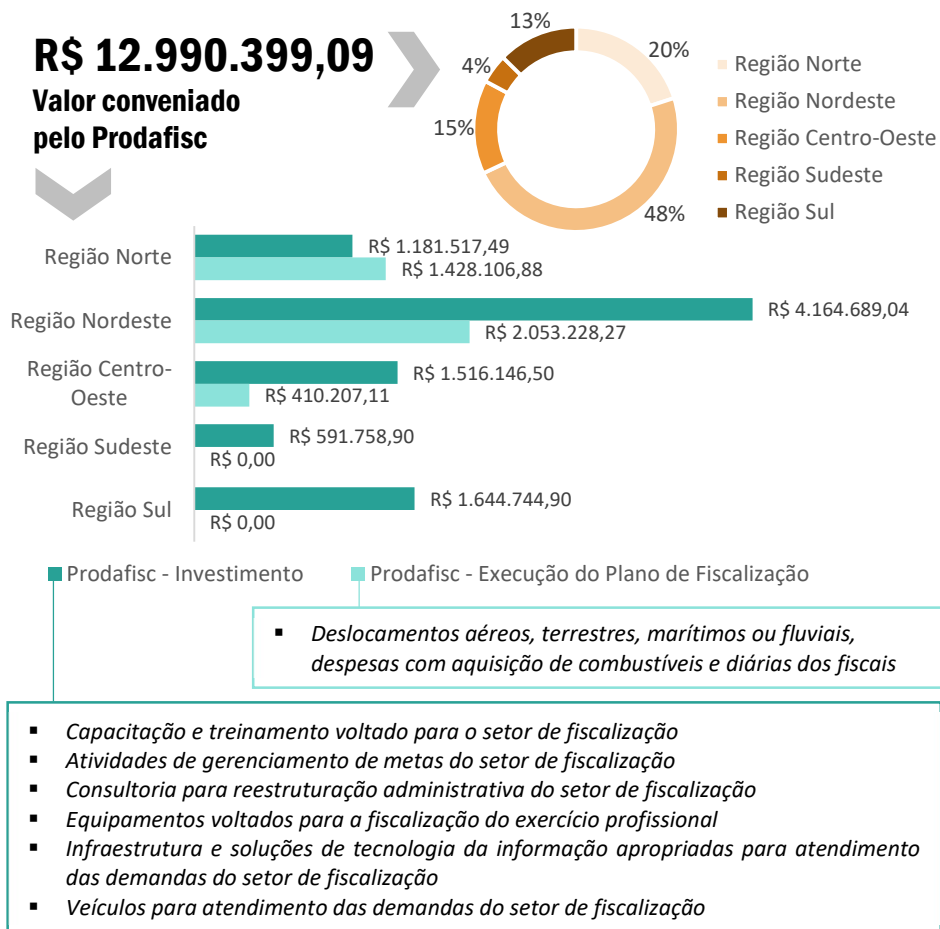 R$ 12.990.399,09
Valor conveniado
pelo Prodafisc
13%
20%
4%
15%
48%
Região Norte
Região Nordeste
Região Centro-Oeste
Região Sudeste
Região Sul
Região Norte
R$ 1.181.517,49
R$ 1.428.106,88
Região Nordeste
R$ 4.164.689,04
R$ 2.053.228,27
Região Centro-
Oeste
R$ 1.516.146,50
R$ 410.207,11
Região Sudeste
R$ 591.758,90
R$ 0,00
Região Sul
R$ 1.644.744,90
R$ 0,00
Prodafisc - Investimento
Prodafisc - Execução do Plano de Fiscalização
▪ Deslocamentos aéreos, terrestres, marítimos ou fluviais,
despesas com aquisição de combustíveis e diárias dos fiscais
▪ Capacitação e treinamento voltado para o setor de fiscalização
▪ Atividades de gerenciamento de metas do setor de fiscalização
▪ Consultoria para reestruturação administrativa do setor de fiscalização
▪ Equipamentos voltados para a fiscalização do exercício profissional
▪ Infraestrutura e soluções de tecnologia da informação apropriadas para atendimento
das demandas do setor de fiscalização
▪ Veículos para atendimento das demandas do setor de fiscalização